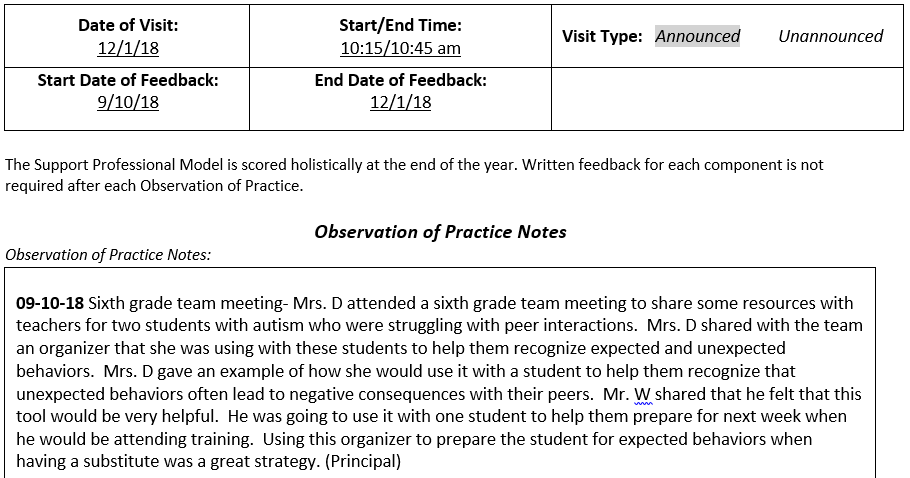 Date of Visit:
12/1/18
Start/End Time:
10:15/10:45 am
Visit Type: Announced Unannounced
Start Date of Feedback:
9/10/18
End Date of Feedback:
12/1/18
The Support Professional Model is scored holistically at the end of the year. Written feedback for each component is not
required after each Observation of Practice.
Observation of Practice Notes
Observation of Practice Notes:
09-10-18 Sixth grade team meeting- Mrs. D attended a sixth grade team meeting to share some resources with
teachers for two students with autism who were struggling with peer interactions. Mrs. D shared with the team
an organizer that she was using with these students to help them recognize expected and unexpected
behaviors. Mrs. D gave an example of how she would use it with a student to help them recognize that
unexpected behaviors often lead to negative consequences with their peers. Mr. W shared that he felt that this
tool would be very helpful. He was going to use it with one student to help them prepare for next week when
he would be attending training. Using this organizer to prepare the student for expected behaviors when
having a substitute was a great strategy. (Principal)